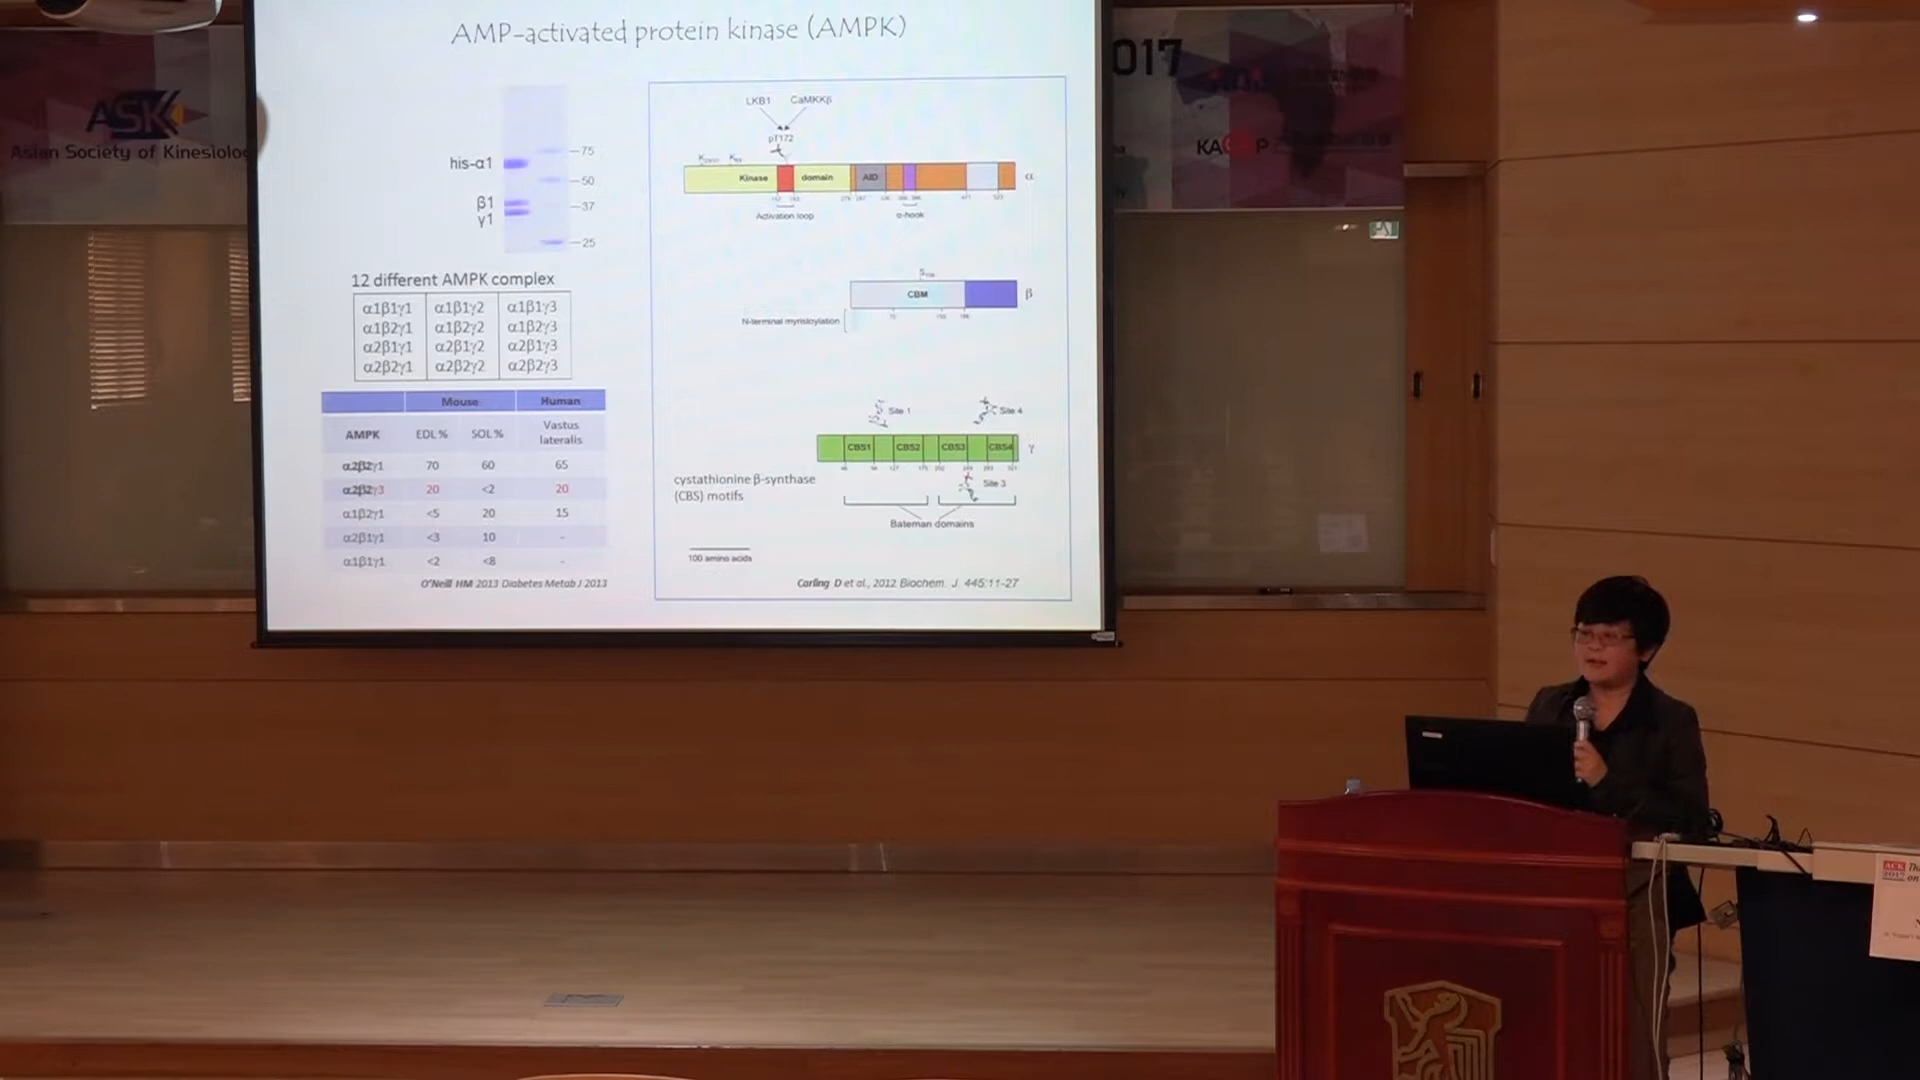 AMP-activated protein kinase (AMPK)
ASK
Asian Society of Kinesiolo
017
KA P
his-α1
β1
γ1
75
50
37
25
12 different AMPK complex
α1β1γ1 α1β1γ2 α1β1γ3
α1β2γ1 α1β2γ2 α1β2γ3
α2β1γ1 α2β1γ2 α2β1γ3
α2β2γ1 α2β2γ2 α2β2γ3
Mouse Human
AMPK EDL % SOL % Vastus lateralis
α2β2γ1 70 60 65
α2β2γ3 20 <2 20
α1β2γ1 <5 20 15
α2β1γ1 <3 10 -
α1β1γ1 <2 <8 -
O'Neill HM 2013 Diabetes Metab J 2013
LKB1 CaMKKβ
pT172
Kinase domain AID α
Activation loop
α-hook
CBM β
N-terminal myristoylation
Site 1 Site 4
CBS1 CBS2 CBS3 CBS4 γ
Site 3
cystathionine β-synthase
(CBS) motifs
Bateman domains
100 amino acids
Carling D et al., 2012 Biochem. J. 445:11-27
ACK
2017